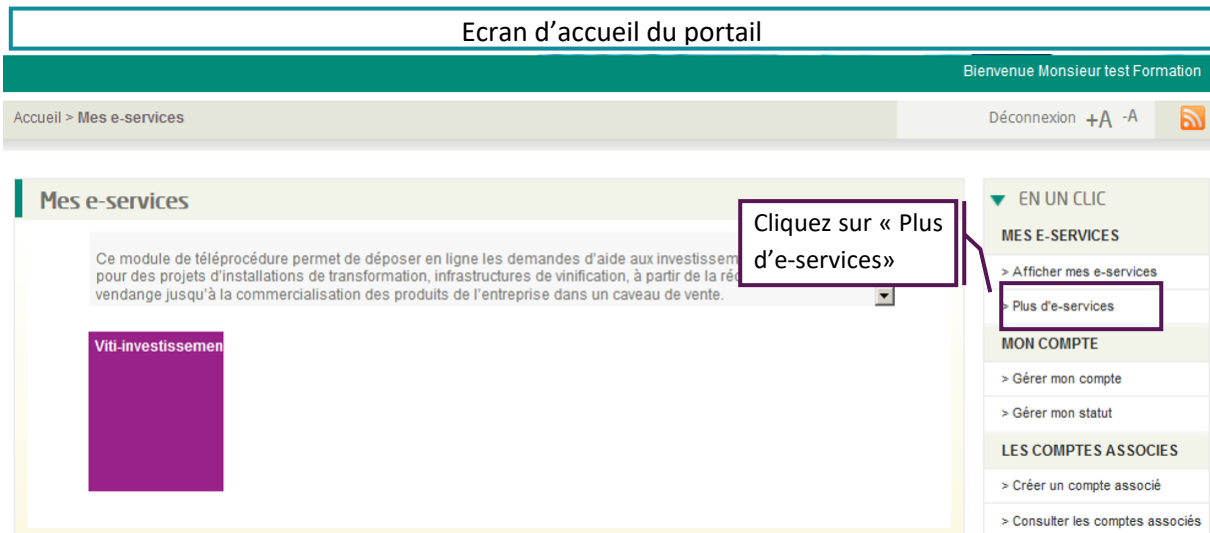 Ecran d’accueil du portail
Bienvenue Monsieur test Formation
Accueil > Mes e-services
Déconnexion +A -A
Mes e-services
Ce module de téléprocédure permet de déposer en ligne les demandes d'aide aux investissem
pour des projets d'installations de transformation, infrastructures de vinification, à partir de la
vendange jusqu'à la commercialisation des produits de l'entreprise dans un caveau de vente.
Viti-investissemen
Cliquez sur « Plus
d’e-services»
EN UN CLIC
MES E-SERVICES
> Afficher mes e-services
> Plus d'e-services
MON COMPTE
> Gérer mon compte
> Gérer mon statut
LES COMPTES ASSOCIES
> Créer un compte associé
> Consulter les comptes associés